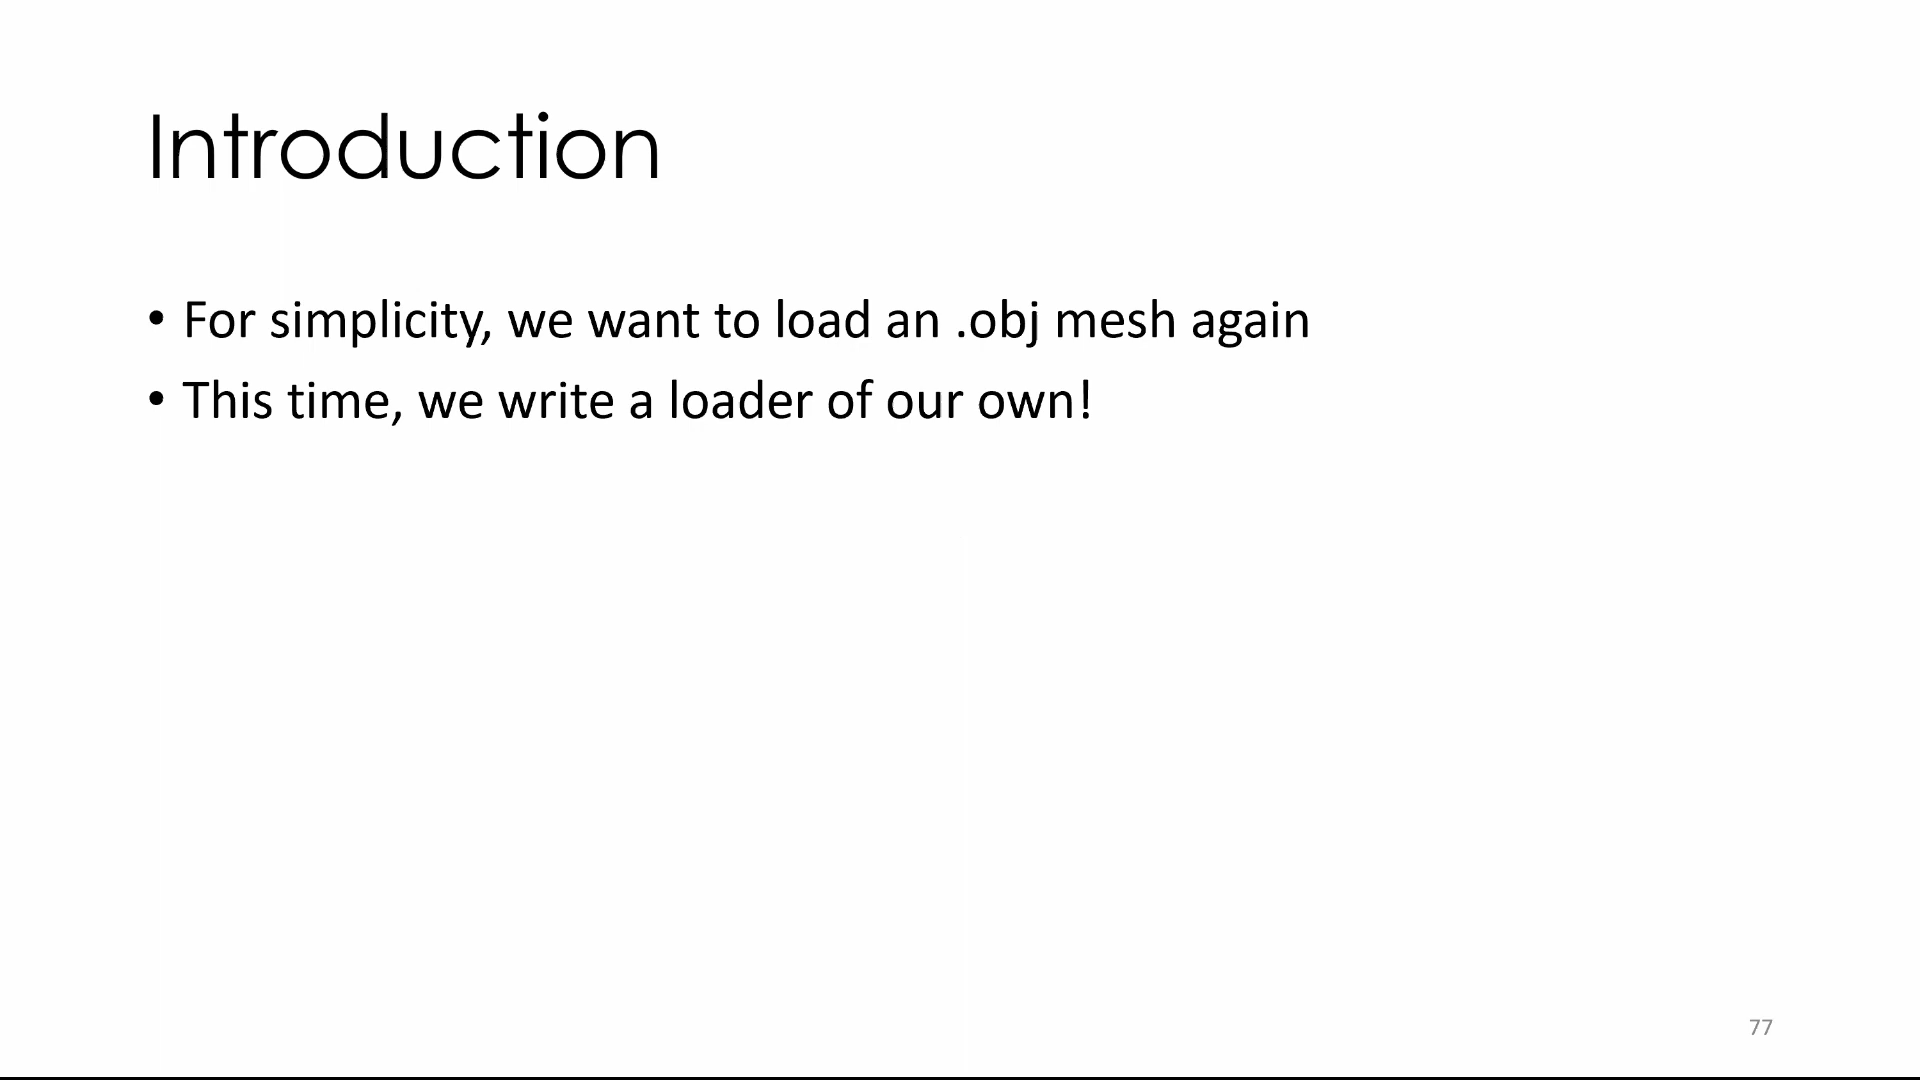 Introduction
• For simplicity, we want to load an .obj mesh again
• This time, we write a loader of our own!
77